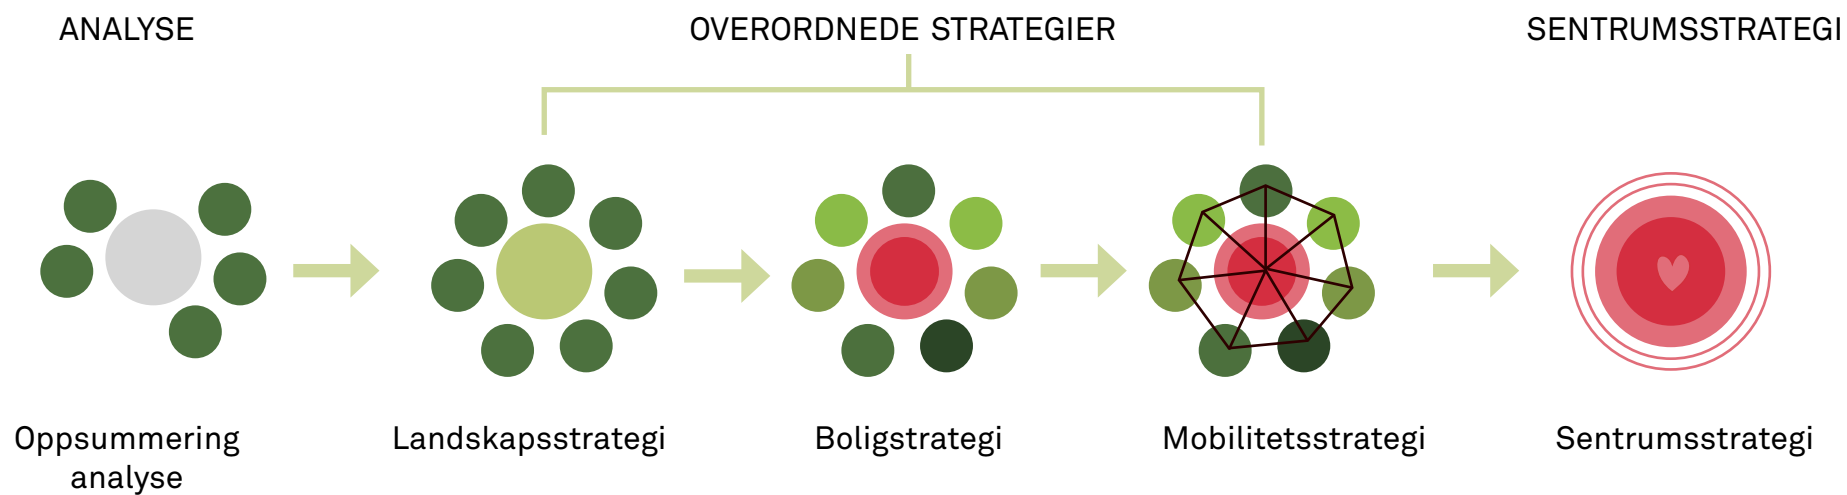 ANALYSE
OVERORDNEDE STRATEGIER
SENTRUMSSTRATEGI
Oppsummering
analyse
Landskapsstrategi
Boligstrategi
Mobilitetsstrategi
Sentrumsstrategi